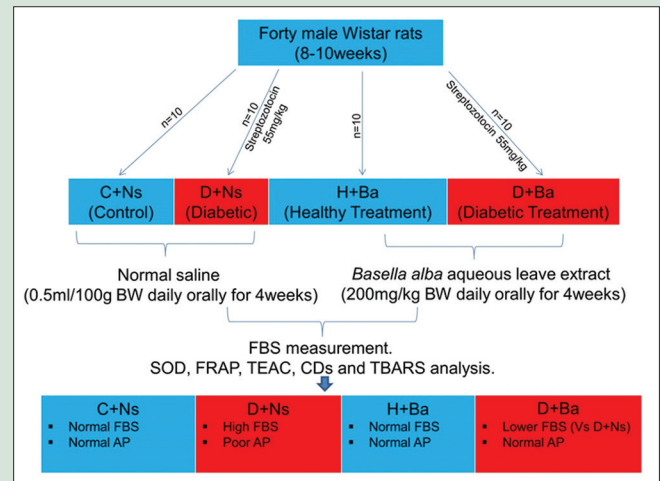 Forty male Wistar rats
(8-10weeks)
n=10
n=10
Streptozotocin
55mg/kg
n=10
n=10
Streptozotocin 55mg/kg
C+Ns
(Control)
D+Ns
(Diabetic)
H+Ba
(Healthy Treatment)
D+Ba
(Diabetic Treatment)
Normal saline
(0.5ml/100g BW daily orally for 4weeks)
Basella alba aqueous leave extract
(200mg/kg BW daily orally for 4weeks)
FBS measurement.
SOD, FRAP, TEAC, CDs and TBARS analysis.
C+Ns
▪ Normal FBS
▪ Normal AP
D+Ns
▪ High FBS
▪ Poor AP
H+Ba
▪ Normal FBS
▪ Normal AP
D+Ba
▪ Lower FBS (Vs D+Ns)
▪ Normal AP